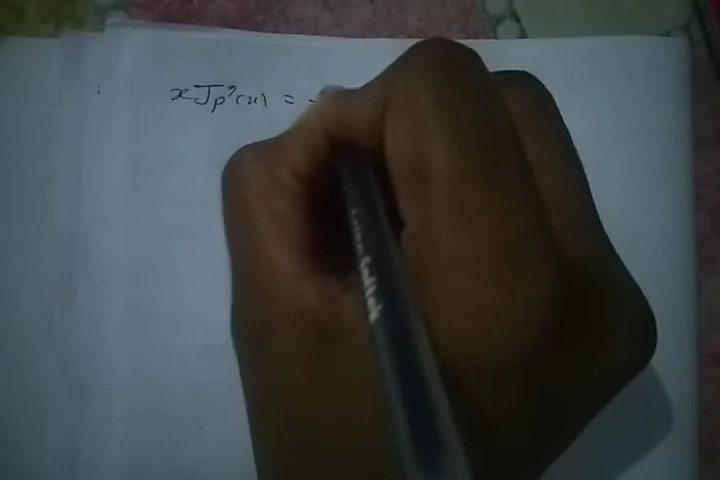 xJp'(x) = -